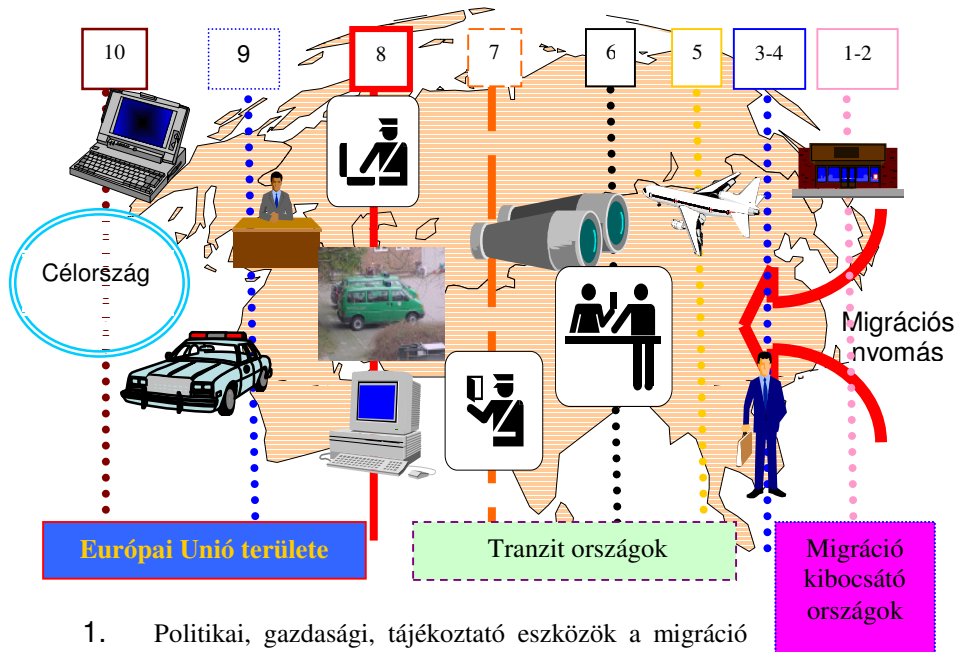 10 9 8 7 6 5 3-4 1-2
Célország
Migrációs
nyomás
Európai Unió területe
Tranzit országok
Migráció
kibocsátó
országok
1. Politikai, gazdasági, tájékoztató eszközök a migráció